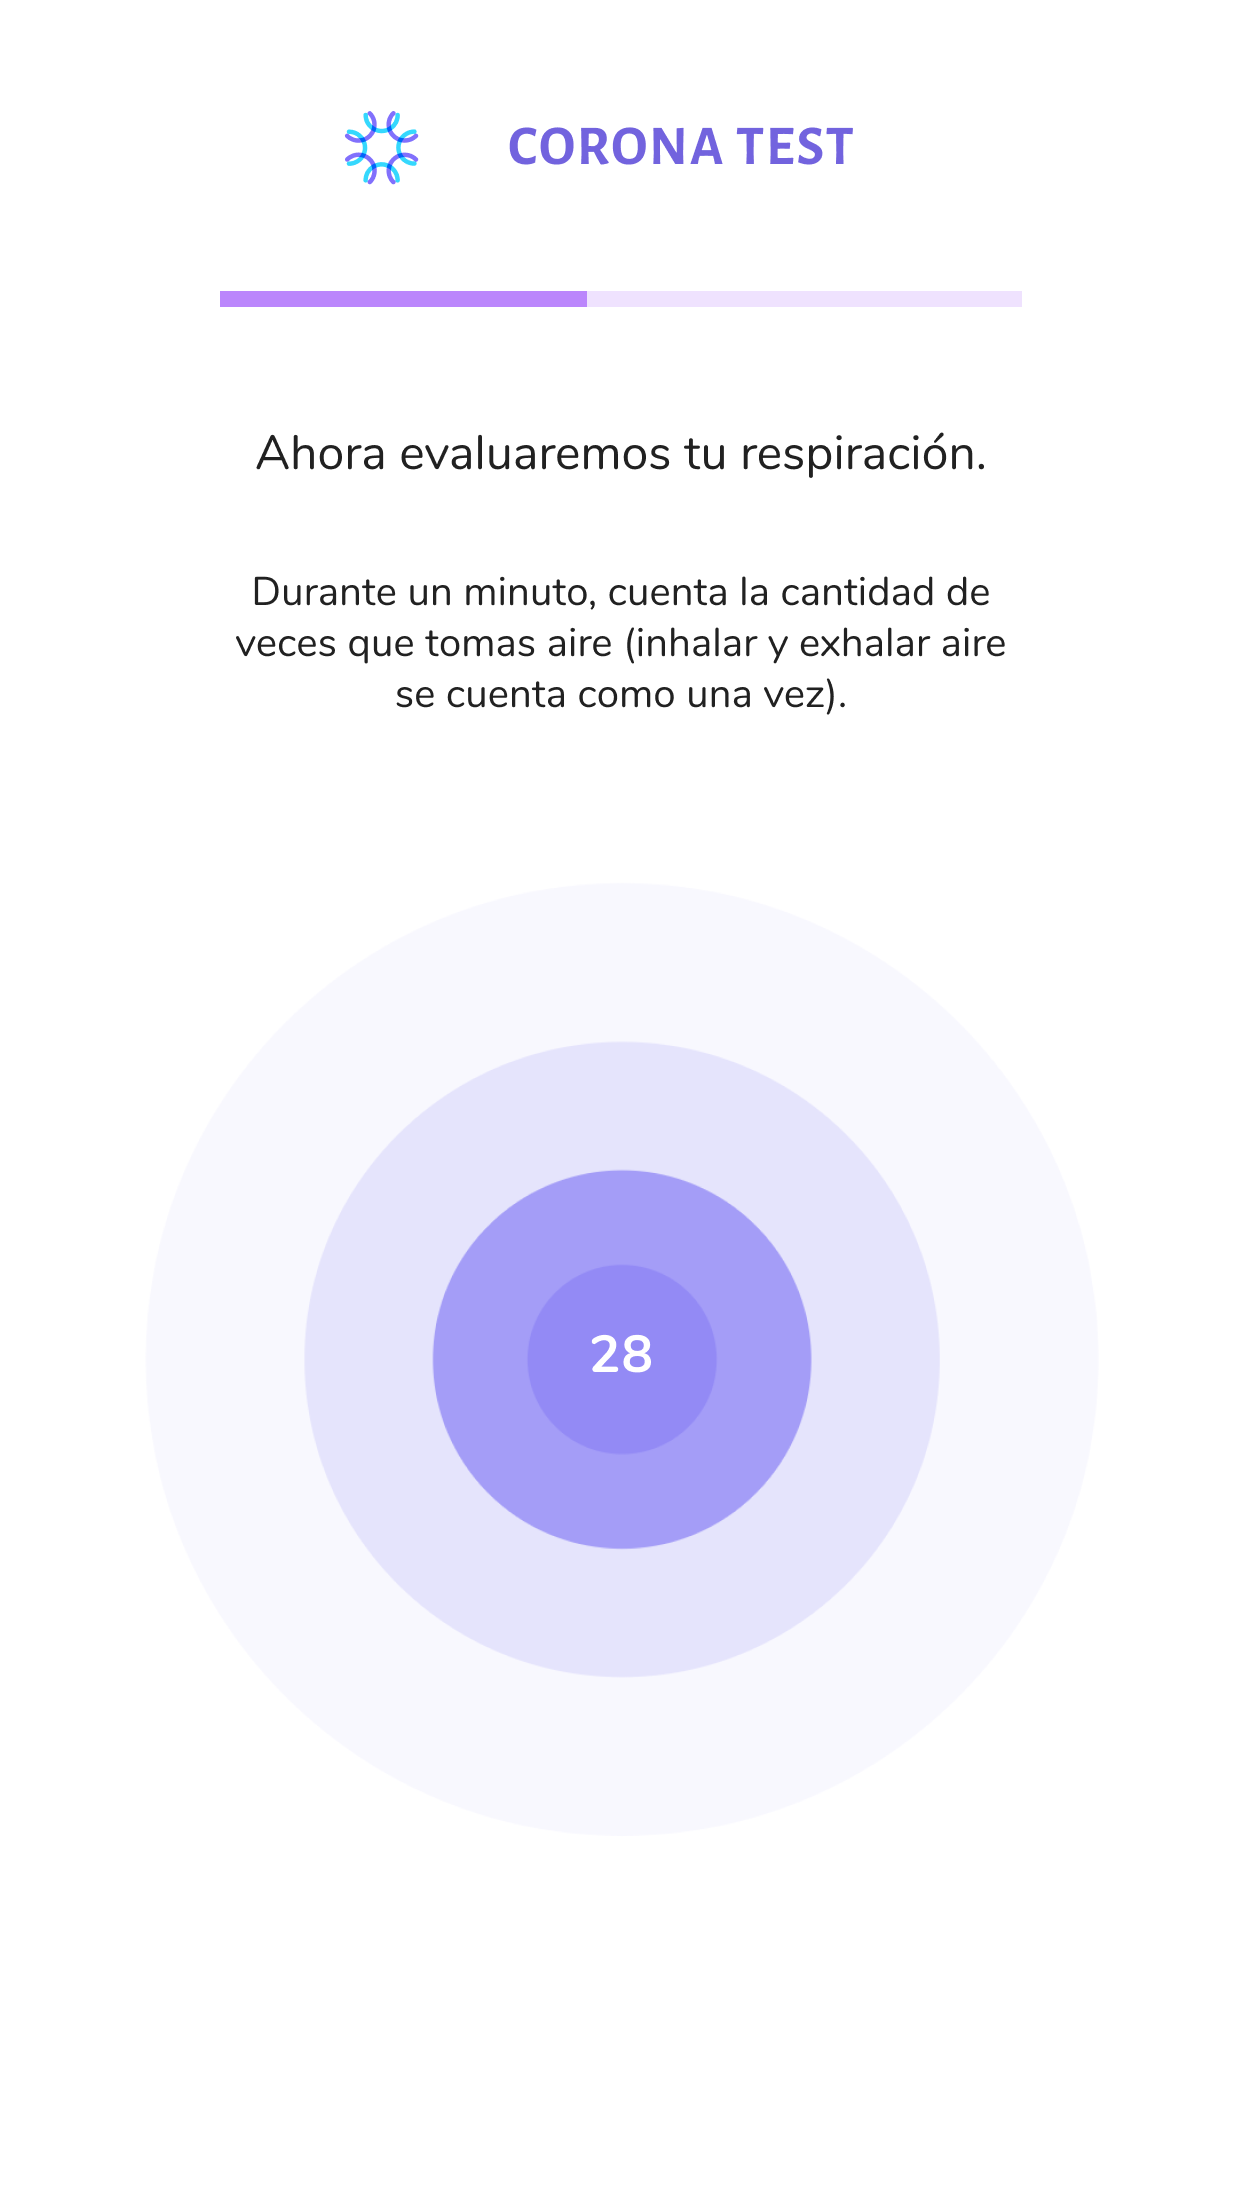 CORONA TEST
Ahora evaluaremos tu respiración.
Durante un minuto, cuenta la cantidad de
veces que tomas aire (inhalar y exhalar aire
se cuenta como una vez).
28